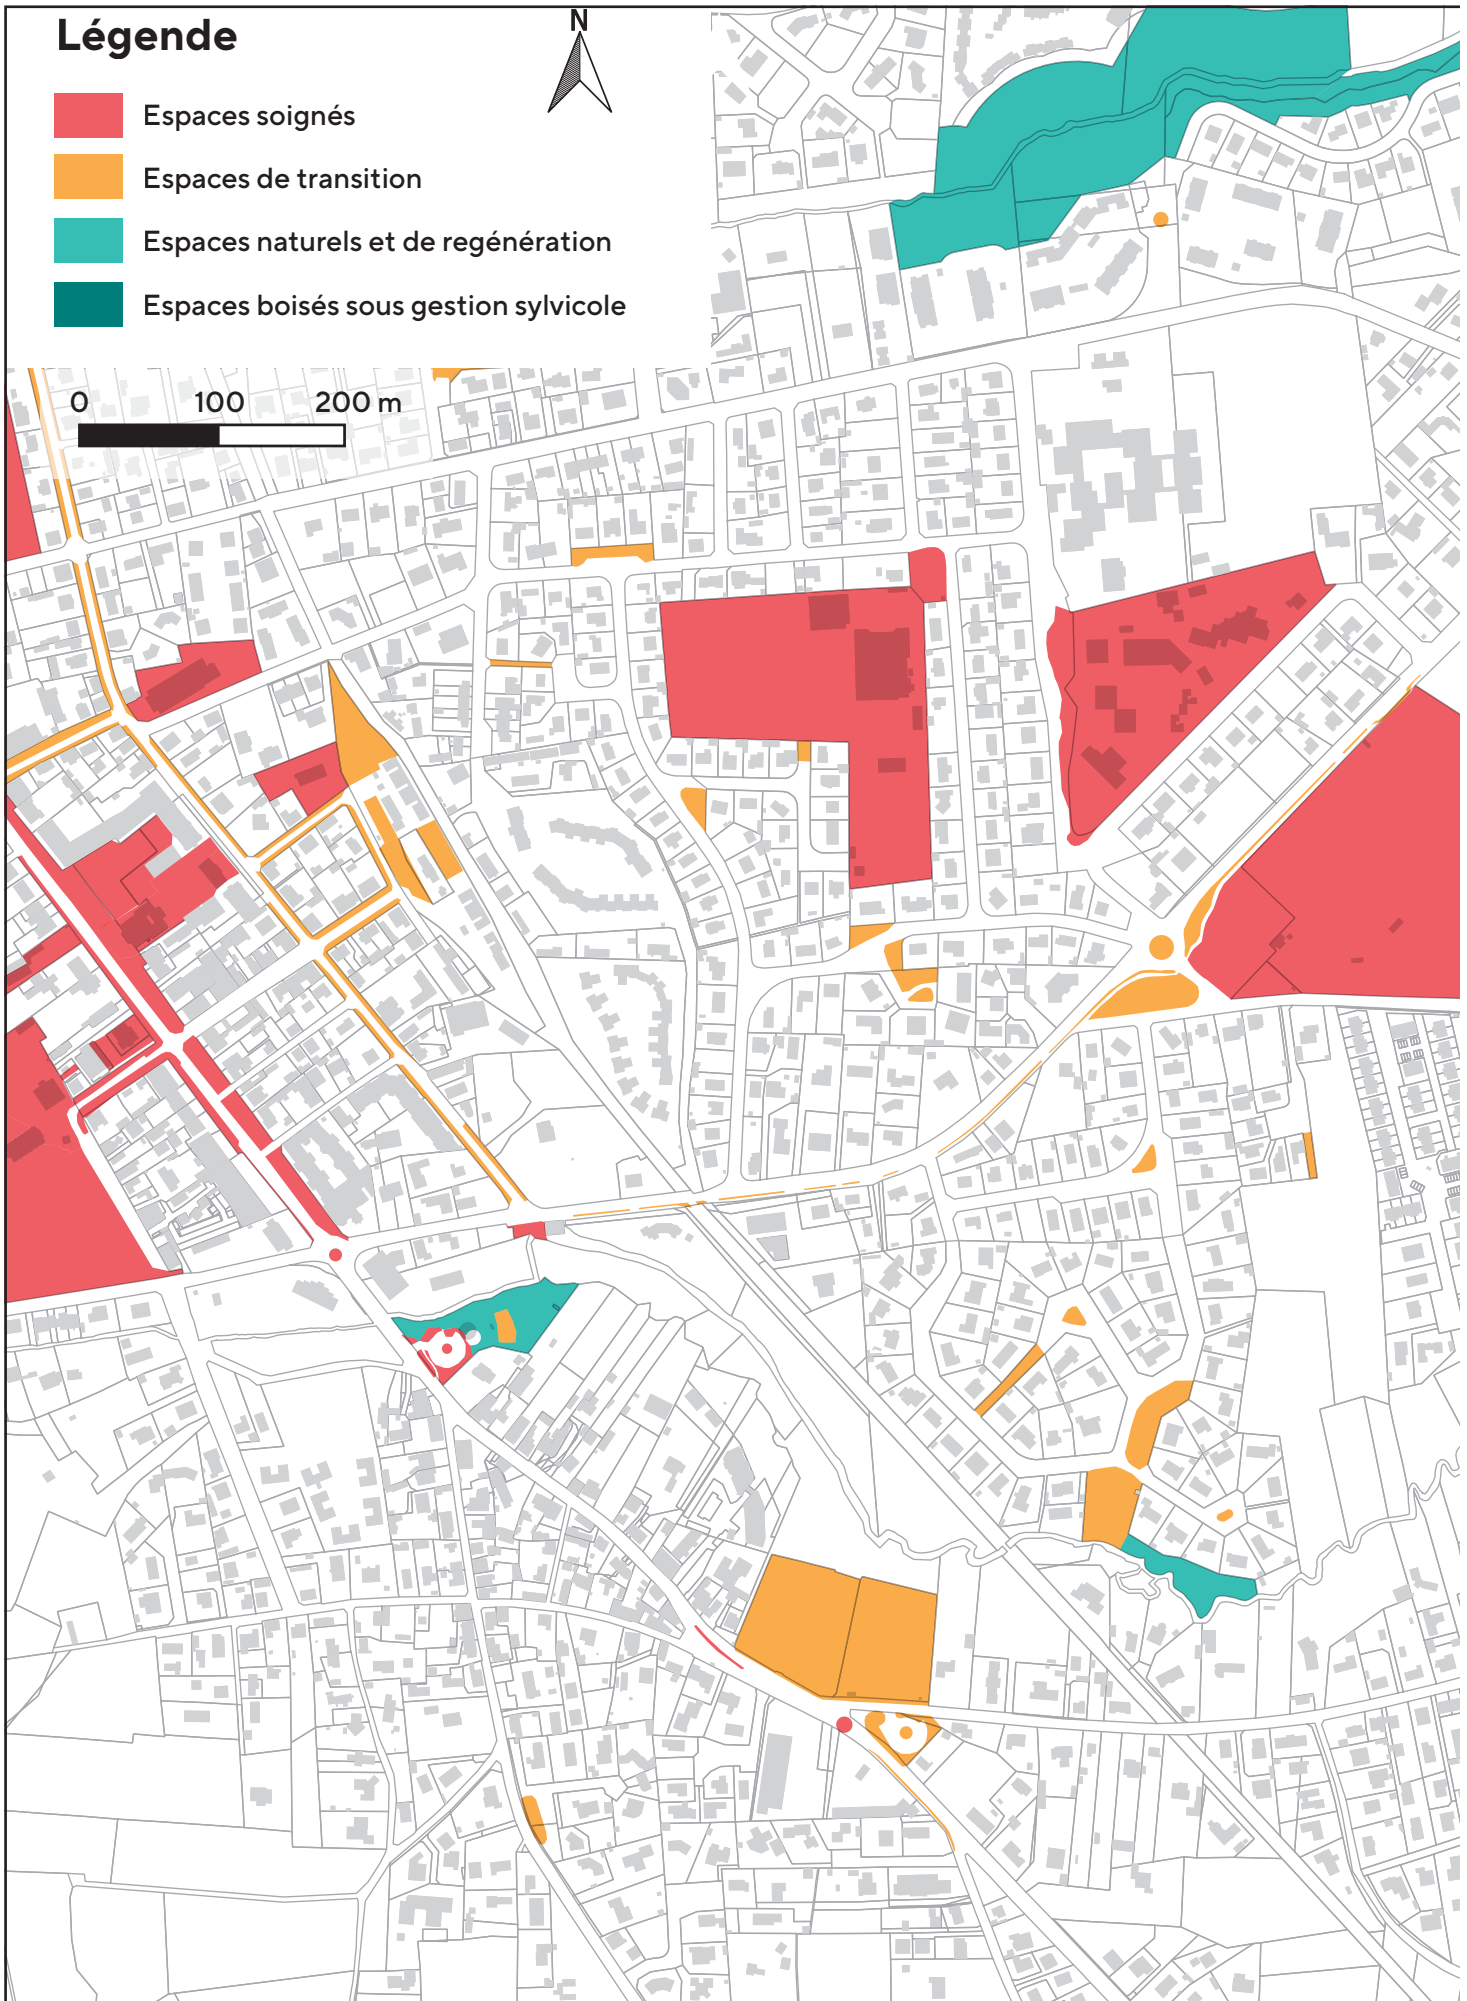 Légende
N
Espaces soignés
Espaces de transition
Espaces naturels et de regénération
Espaces boisés sous gestion sylvicole
0 100 200 m